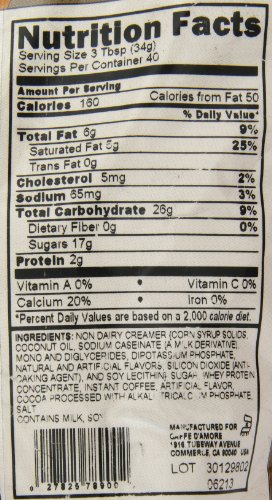 Nutrition Facts
Serving Size 3 Tbsp (34g)
Servings Per Container 40
Amount Per Serving
Calories 160 Calories from Fat 50
% Daily Value*
Total Fat 6g 9%
Saturated Fat 5g 25%
Trans Fat 0g
Cholesterol 5mg 2%
Sodium 65mg 3%
Total Carbohydrate 26g 9%
Dietary Fiber 0g 0%
Sugars 17g
Protein 2g
Vitamin A 0% • Vitamin C 0%
Calcium 20% • Iron 0%
*Percent Daily Values are based on a 2,000 calorie diet.
INGREDIENTS: NON DAIRY CREAMER (CORN SYRUP SOLIDS,
COCONUT OIL, SODIUM CASEINATE (A MILK DERIVATIVE),
MONO AND DIGLYCERIDES, DIPOTASSIUM PHOSPHATE,
NATURAL AND ARTIFICIAL FLAVORS, SILICON DIOXIDE (ANTI-
CAKING AGENT), AND SOY LECITHIN), SUGAR, WHEY PROTEIN
CONCENTRATE, INSTANT COFFEE, ARTIFICIAL FLAVOR,
COCOA PROCESSED WITH ALKALI, TRICALCIUM PHOSPHATE,
SALT
CONTAINS MILK, SOY
MANUFACTURED FOR
CAFFE D'AMORE
1916 TUBEWAY AVENUE
COMMERCE, CA 90040 USA
LOT 30129802
06213
0 27825 78900